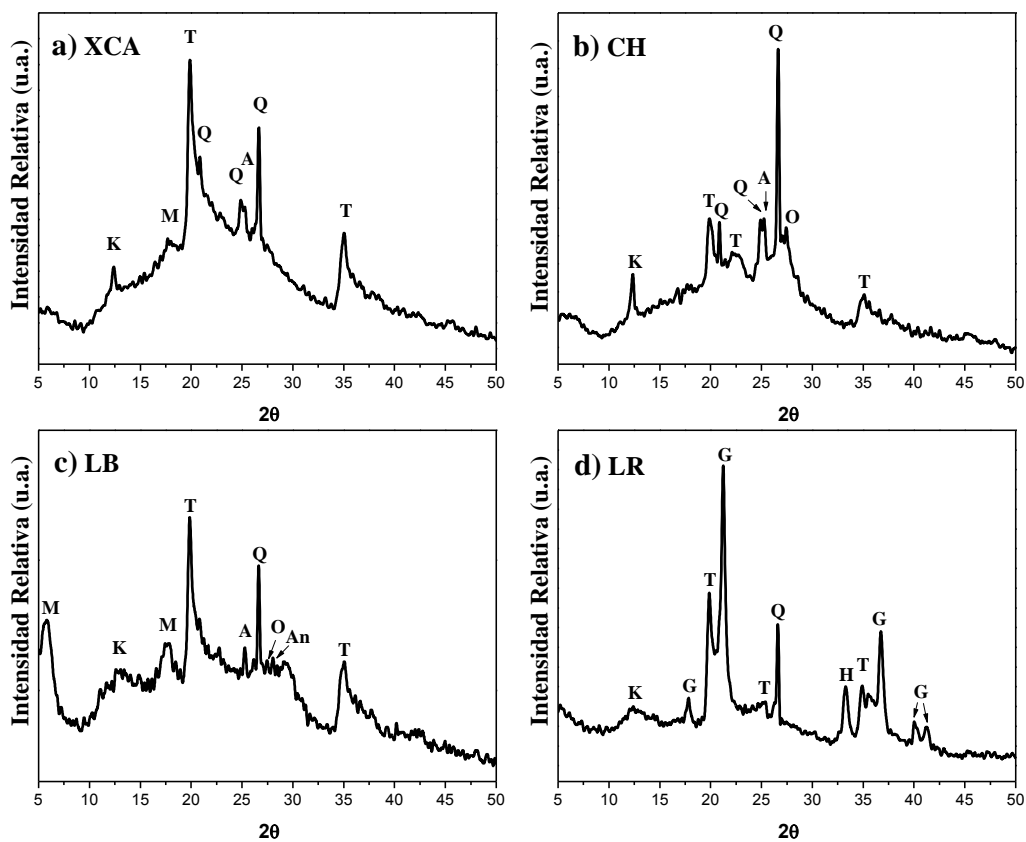 a) XCA
T
Q
Q
A
Q
M
K
T
Intensidad Relativa (u.a.)
5 10 15 20 25 30 35 40 45 50
2θ
b) CH
Q
A
Q
T Q
O
T
K
T
Intensidad Relativa (u.a.)
5 10 15 20 25 30 35 40 45 50
2θ
c) LB
T
Q
M
K
M
A
O
An
T
Intensidad Relativa (u.a.)
5 10 15 20 25 30 35 40 45 50
2θ
d) LR
G
T
Q
G
H
T
G
K
G
T
Intensidad Relativa (u.a.)
5 10 15 20 25 30 35 40 45 50
2θ